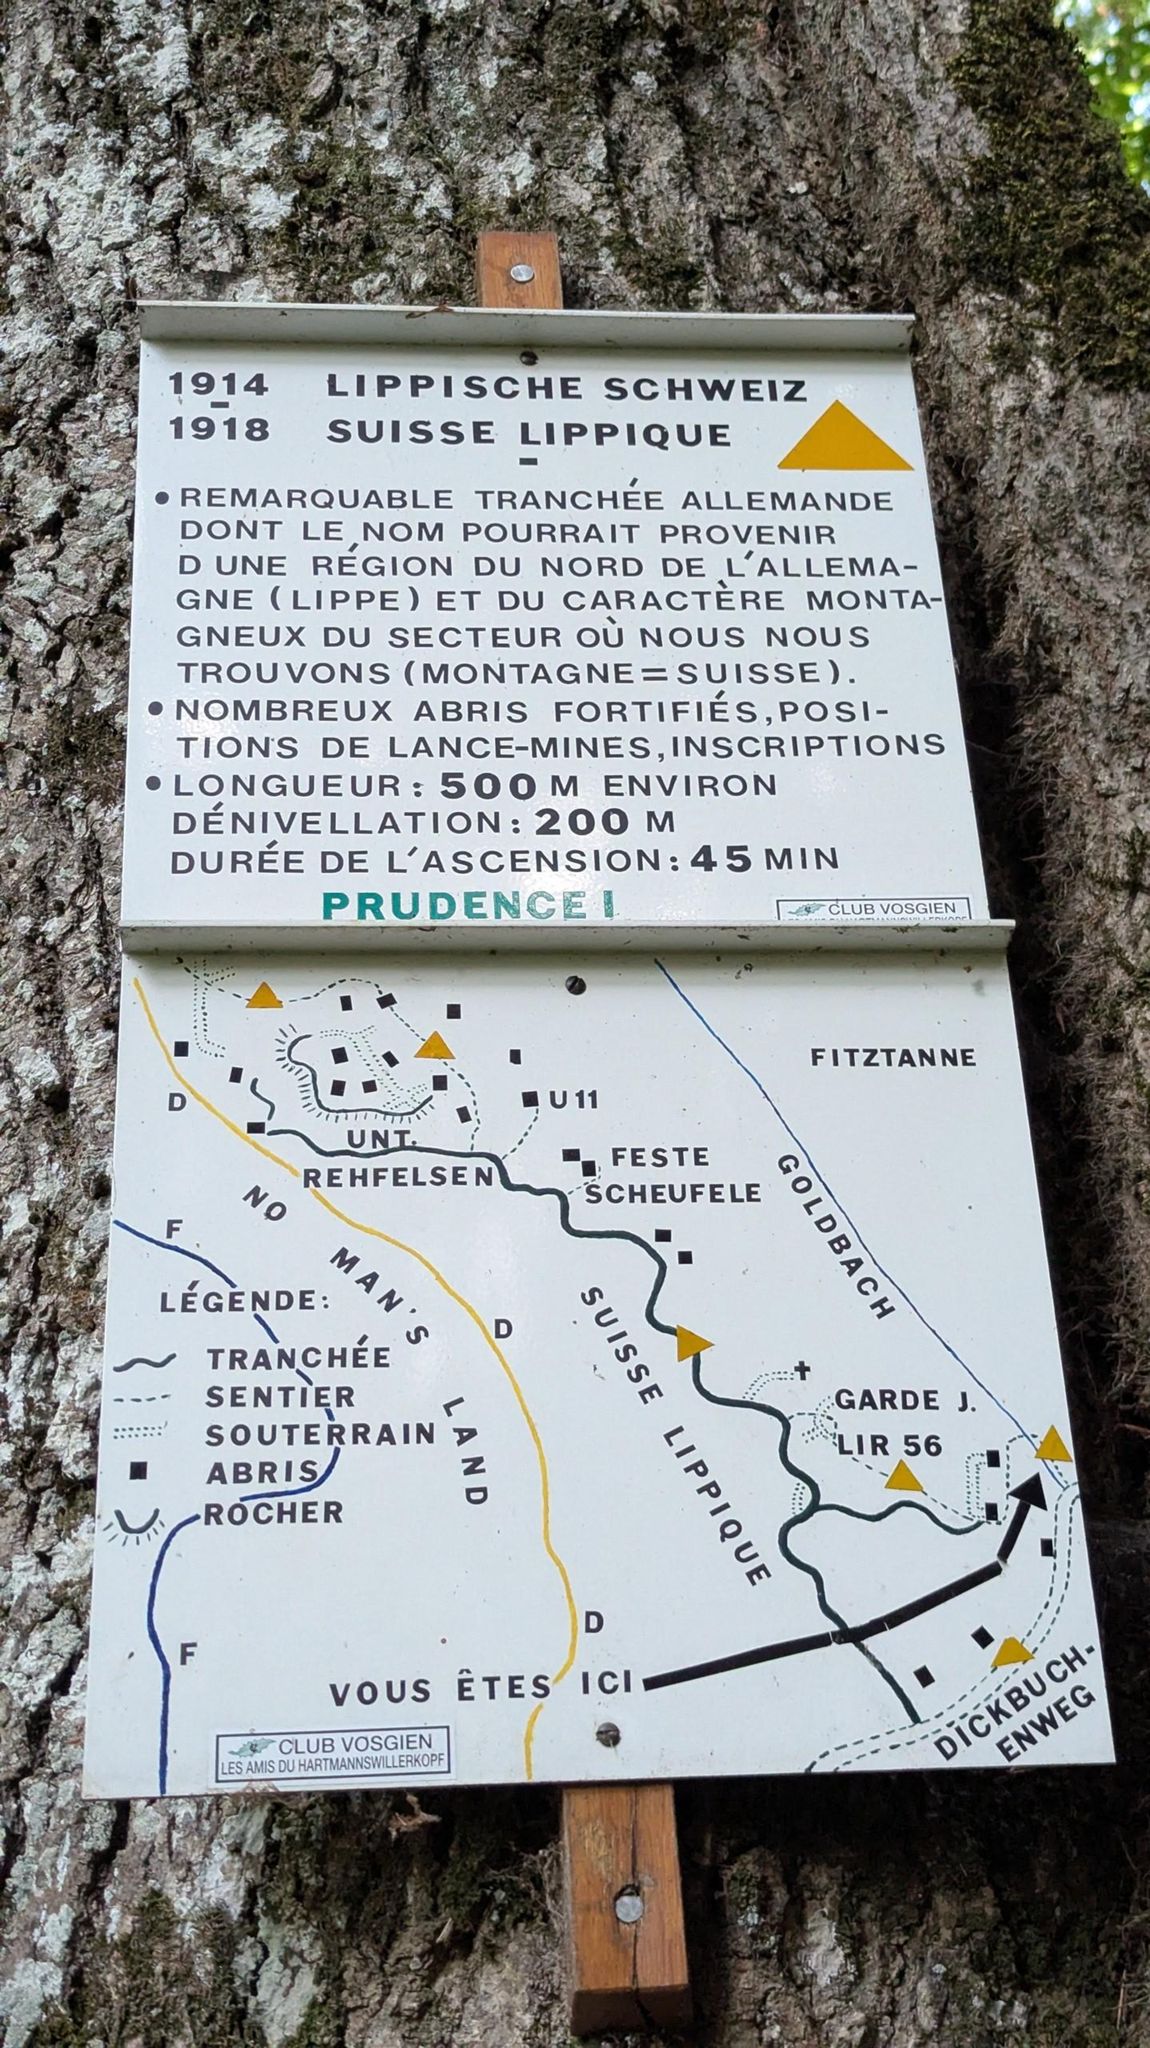 1914 LIPPISCHE SCHWEIZ
1918 SUISSE LIPPIQUE
• REMARQUABLE TRANCHÉE ALLEMANDE
DONT LE NOM POURRAIT PROVENIR
D UNE RÉGION DU NORD DE L'ALLEMA-
GNE (LIPPE) ET DU CARACTÈRE MONTA-
GNEUX DU SECTEUR OÙ NOUS NOUS
TROUVONS (MONTAGNE=SUISSE).
• NOMBREUX ABRIS FORTIFIÉS, POSI-
TIONS DE LANCE-MINES, INSCRIPTIONS
• LONGUEUR: 500 M ENVIRON
DÉNIVELLATION: 200 M
DURÉE DE L'ASCENSION: 45 MIN
PRUDENCE !
CLUB VOSGIEN
LES AMIS DU HARTMANNSWILLERKOPF
FITZTANNE
D
U 11
UNT.
REHFELSEN
FESTE
SCHEUFELE
GOLDBACH
NO MAN'S LAND
F
D
SUISSE LIPPIQUE
LÉGENDE:
TRANCHÉE
SENTIER
SOUTERRAIN
ABRIS
ROCHER
GARDE J.
LIR 56
F
D
VOUS ÊTES ICI
DICKBUCH-
ENWEG
CLUB VOSGIEN
LES AMIS DU HARTMANNSWILLERKOPF